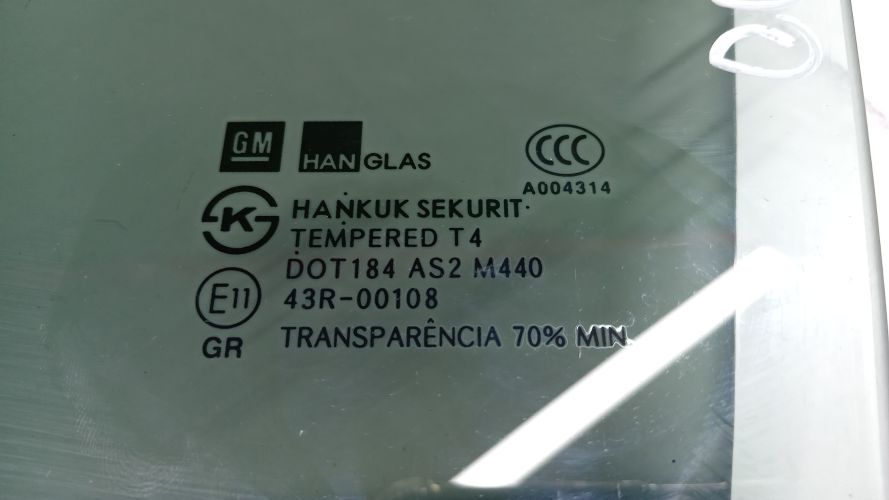 GM HANGLAS CCC
A004314
K HANKUK SEKURIT
TEMPERED T4
DOT184 AS2 M440
E11 43R-00108
GR TRANSPARÊNCIA 70% MIN.